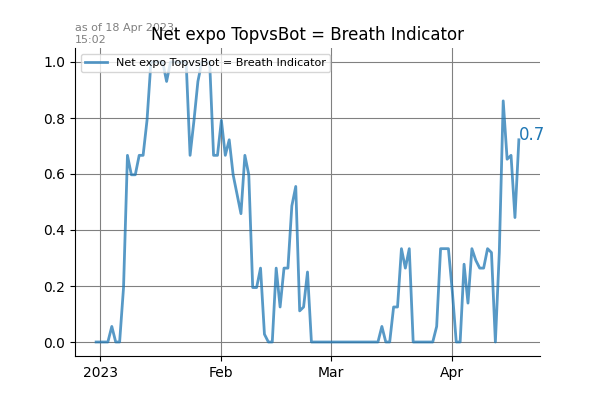 as of 18 Apr 2023
15:02
Net expo TopvsBot = Breath Indicator
Net expo TopvsBot = Breath Indicator
1.0
0.8
0.7
0.6
0.4
0.2
0.0
2023 Feb Mar Apr